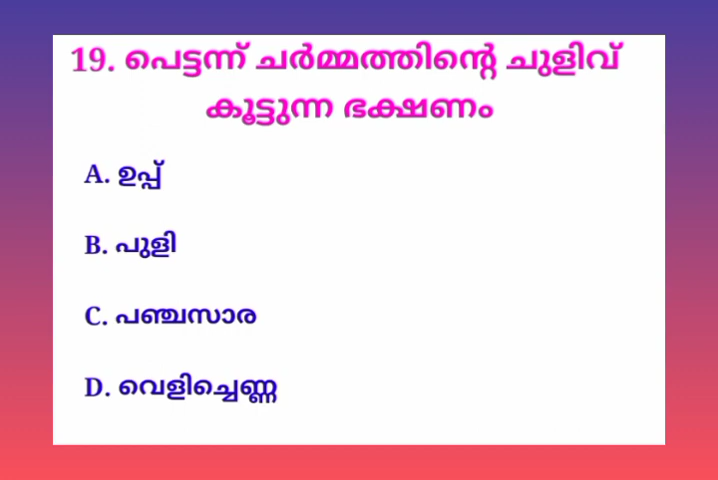 19. പെട്ടന്ന് ചർമ്മത്തിന്റെ ചുളിവ്
കൂട്ടുന്ന ഭക്ഷണം
A. ഉപ്പ്
B. പുളി
C. പഞ്ചസാര
D. വെളിച്ചെണ്ണ